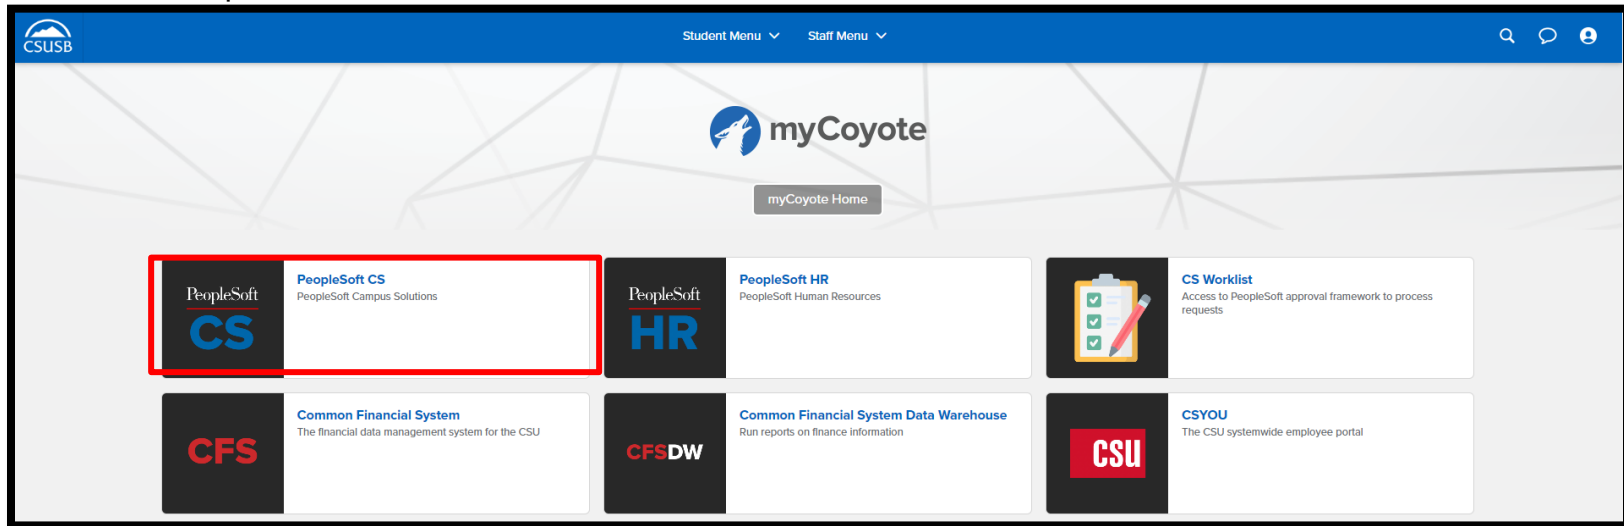 CSUSB
Student Menu
Staff Menu
myCoyote
myCoyote Home
PeopleSoft
CS
PeopleSoft CS
PeopleSoft Campus Solutions
PeopleSoft
HR
PeopleSoft HR
PeopleSoft Human Resources
CS Worklist
Access to PeopleSoft approval framework to process
requests
CFS
Common Financial System
The financial data management system for the CSU
CFSDW
Common Financial System Data Warehouse
Run reports on finance information
CSU
CSYOU
The CSU systemwide employee portal